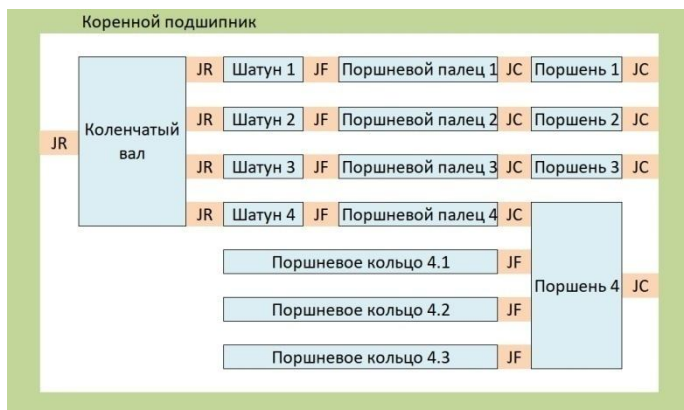 Коренной подшипник
JR Шатун 1 JF Поршневой палец 1 JC Поршень 1 JC
Коленчатый
вал
JR
JR Шатун 2 JF Поршневой палец 2 JC Поршень 2 JC
JR Шатун 3 JF Поршневой палец 3 JC Поршень 3 JC
JR Шатун 4 JF Поршневой палец 4 JC
Поршневое кольцо 4.1 JF
Поршень 4 JC
Поршневое кольцо 4.2 JF
Поршневое кольцо 4.3 JF